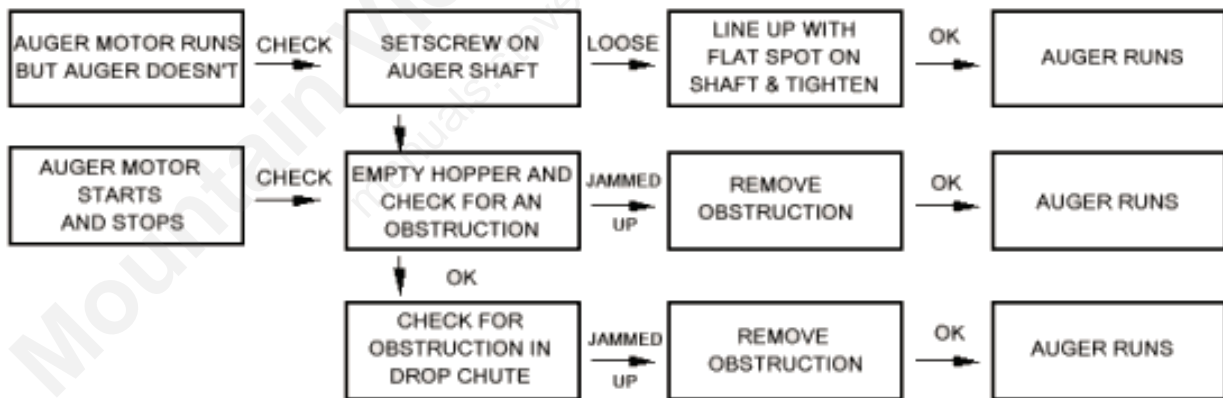 AUGER MOTOR RUNS
BUT AUGER DOESN'T
CHECK
SETSCREW ON
AUGER SHAFT
LOOSE
LINE UP WITH
FLAT SPOT ON
SHAFT & TIGHTEN
OK
AUGER RUNS
AUGER MOTOR
STARTS
AND STOPS
CHECK
EMPTY HOPPER AND
CHECK FOR AN
OBSTRUCTION
JAMMED
UP
REMOVE
OBSTRUCTION
OK
AUGER RUNS
OK
CHECK FOR
OBSTRUCTION IN
DROP CHUTE
JAMMED
UP
REMOVE
OBSTRUCTION
OK
AUGER RUNS
Mountain